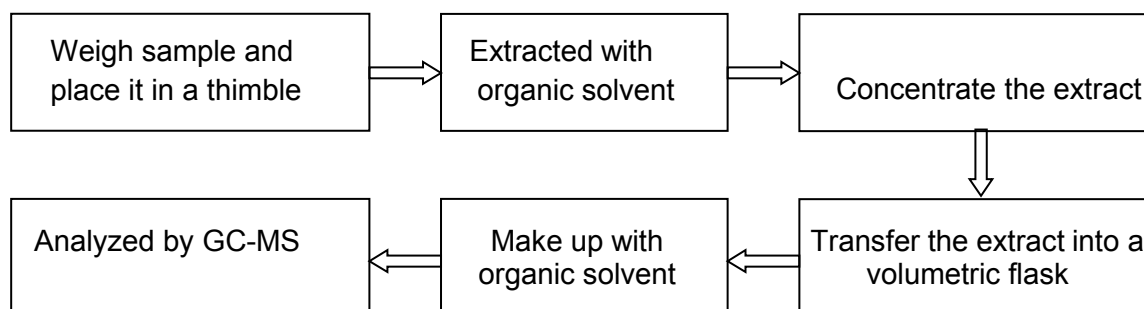 Weigh sample and
place it in a thimble
Extracted with
organic solvent
Concentrate the extract
Transfer the extract into a
volumetric flask
Make up with
organic solvent
Analyzed by GC-MS